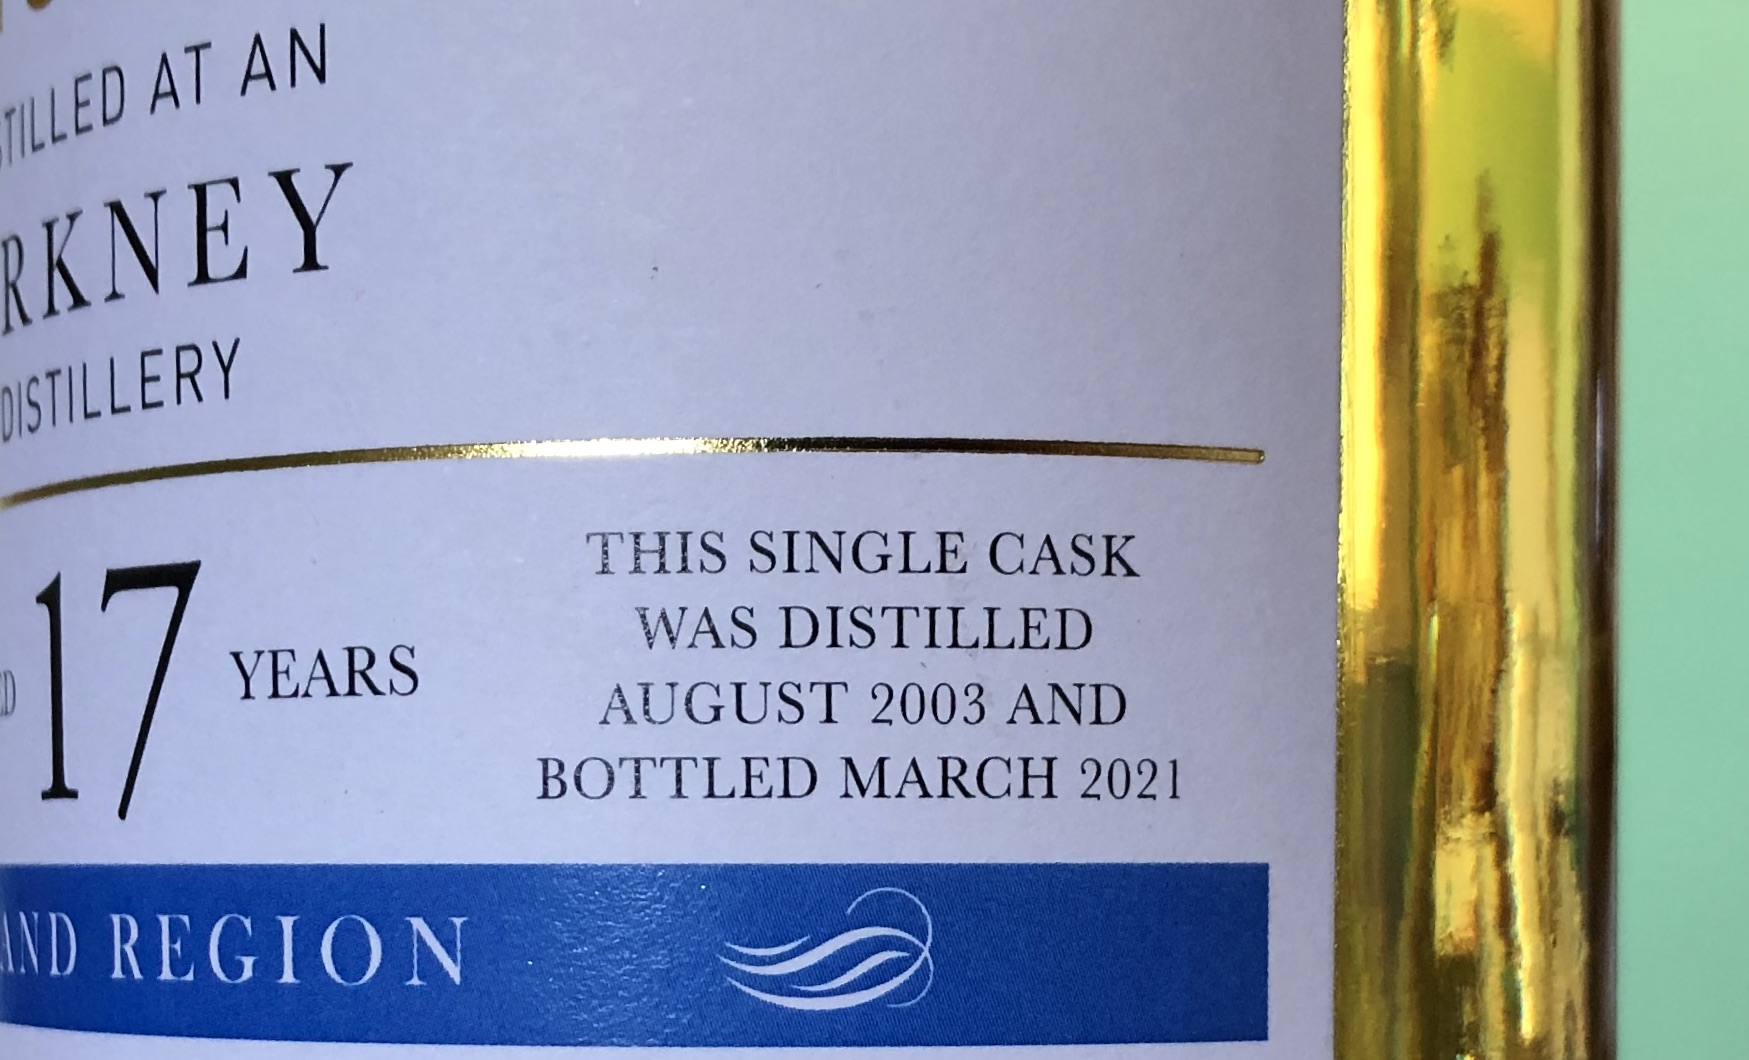 TILLED AT AN
RKNEY
DISTILLERY
17 YEARS
THIS SINGLE CASK
WAS DISTILLED
AUGUST 2003 AND
BOTTLED MARCH 2021
AND REGION